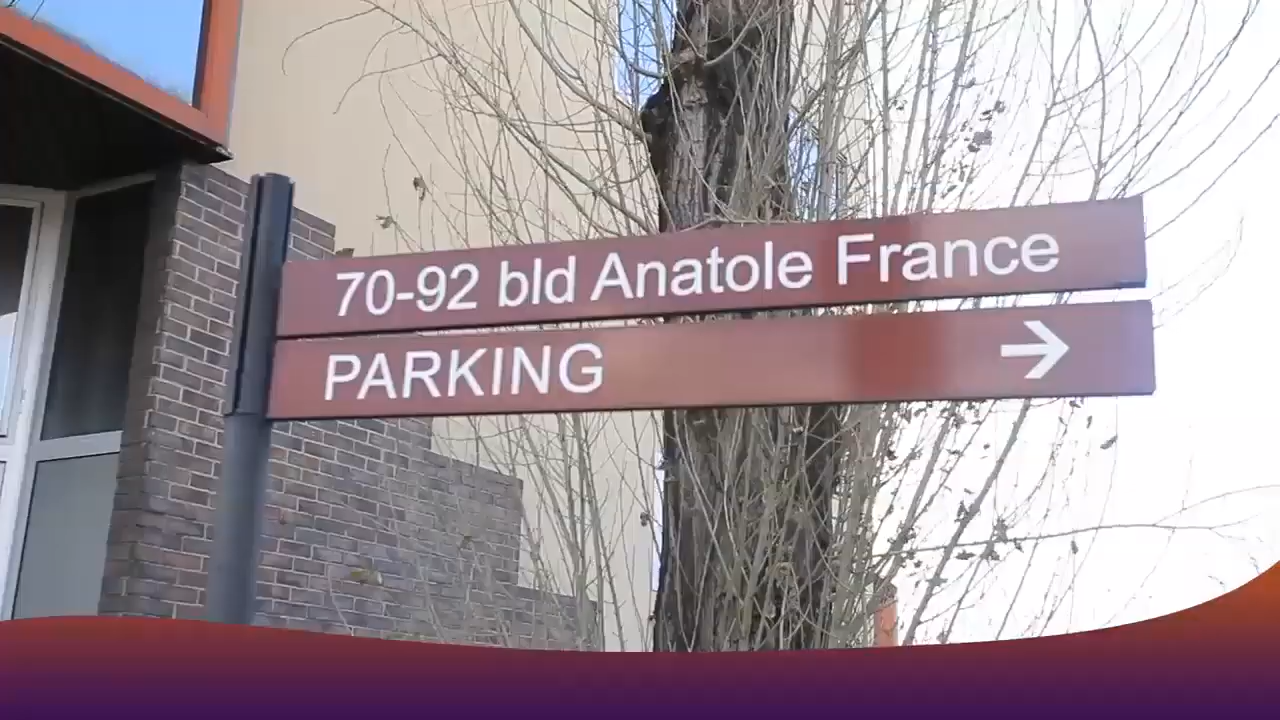 70-92 bld Anatole France
PARKING →